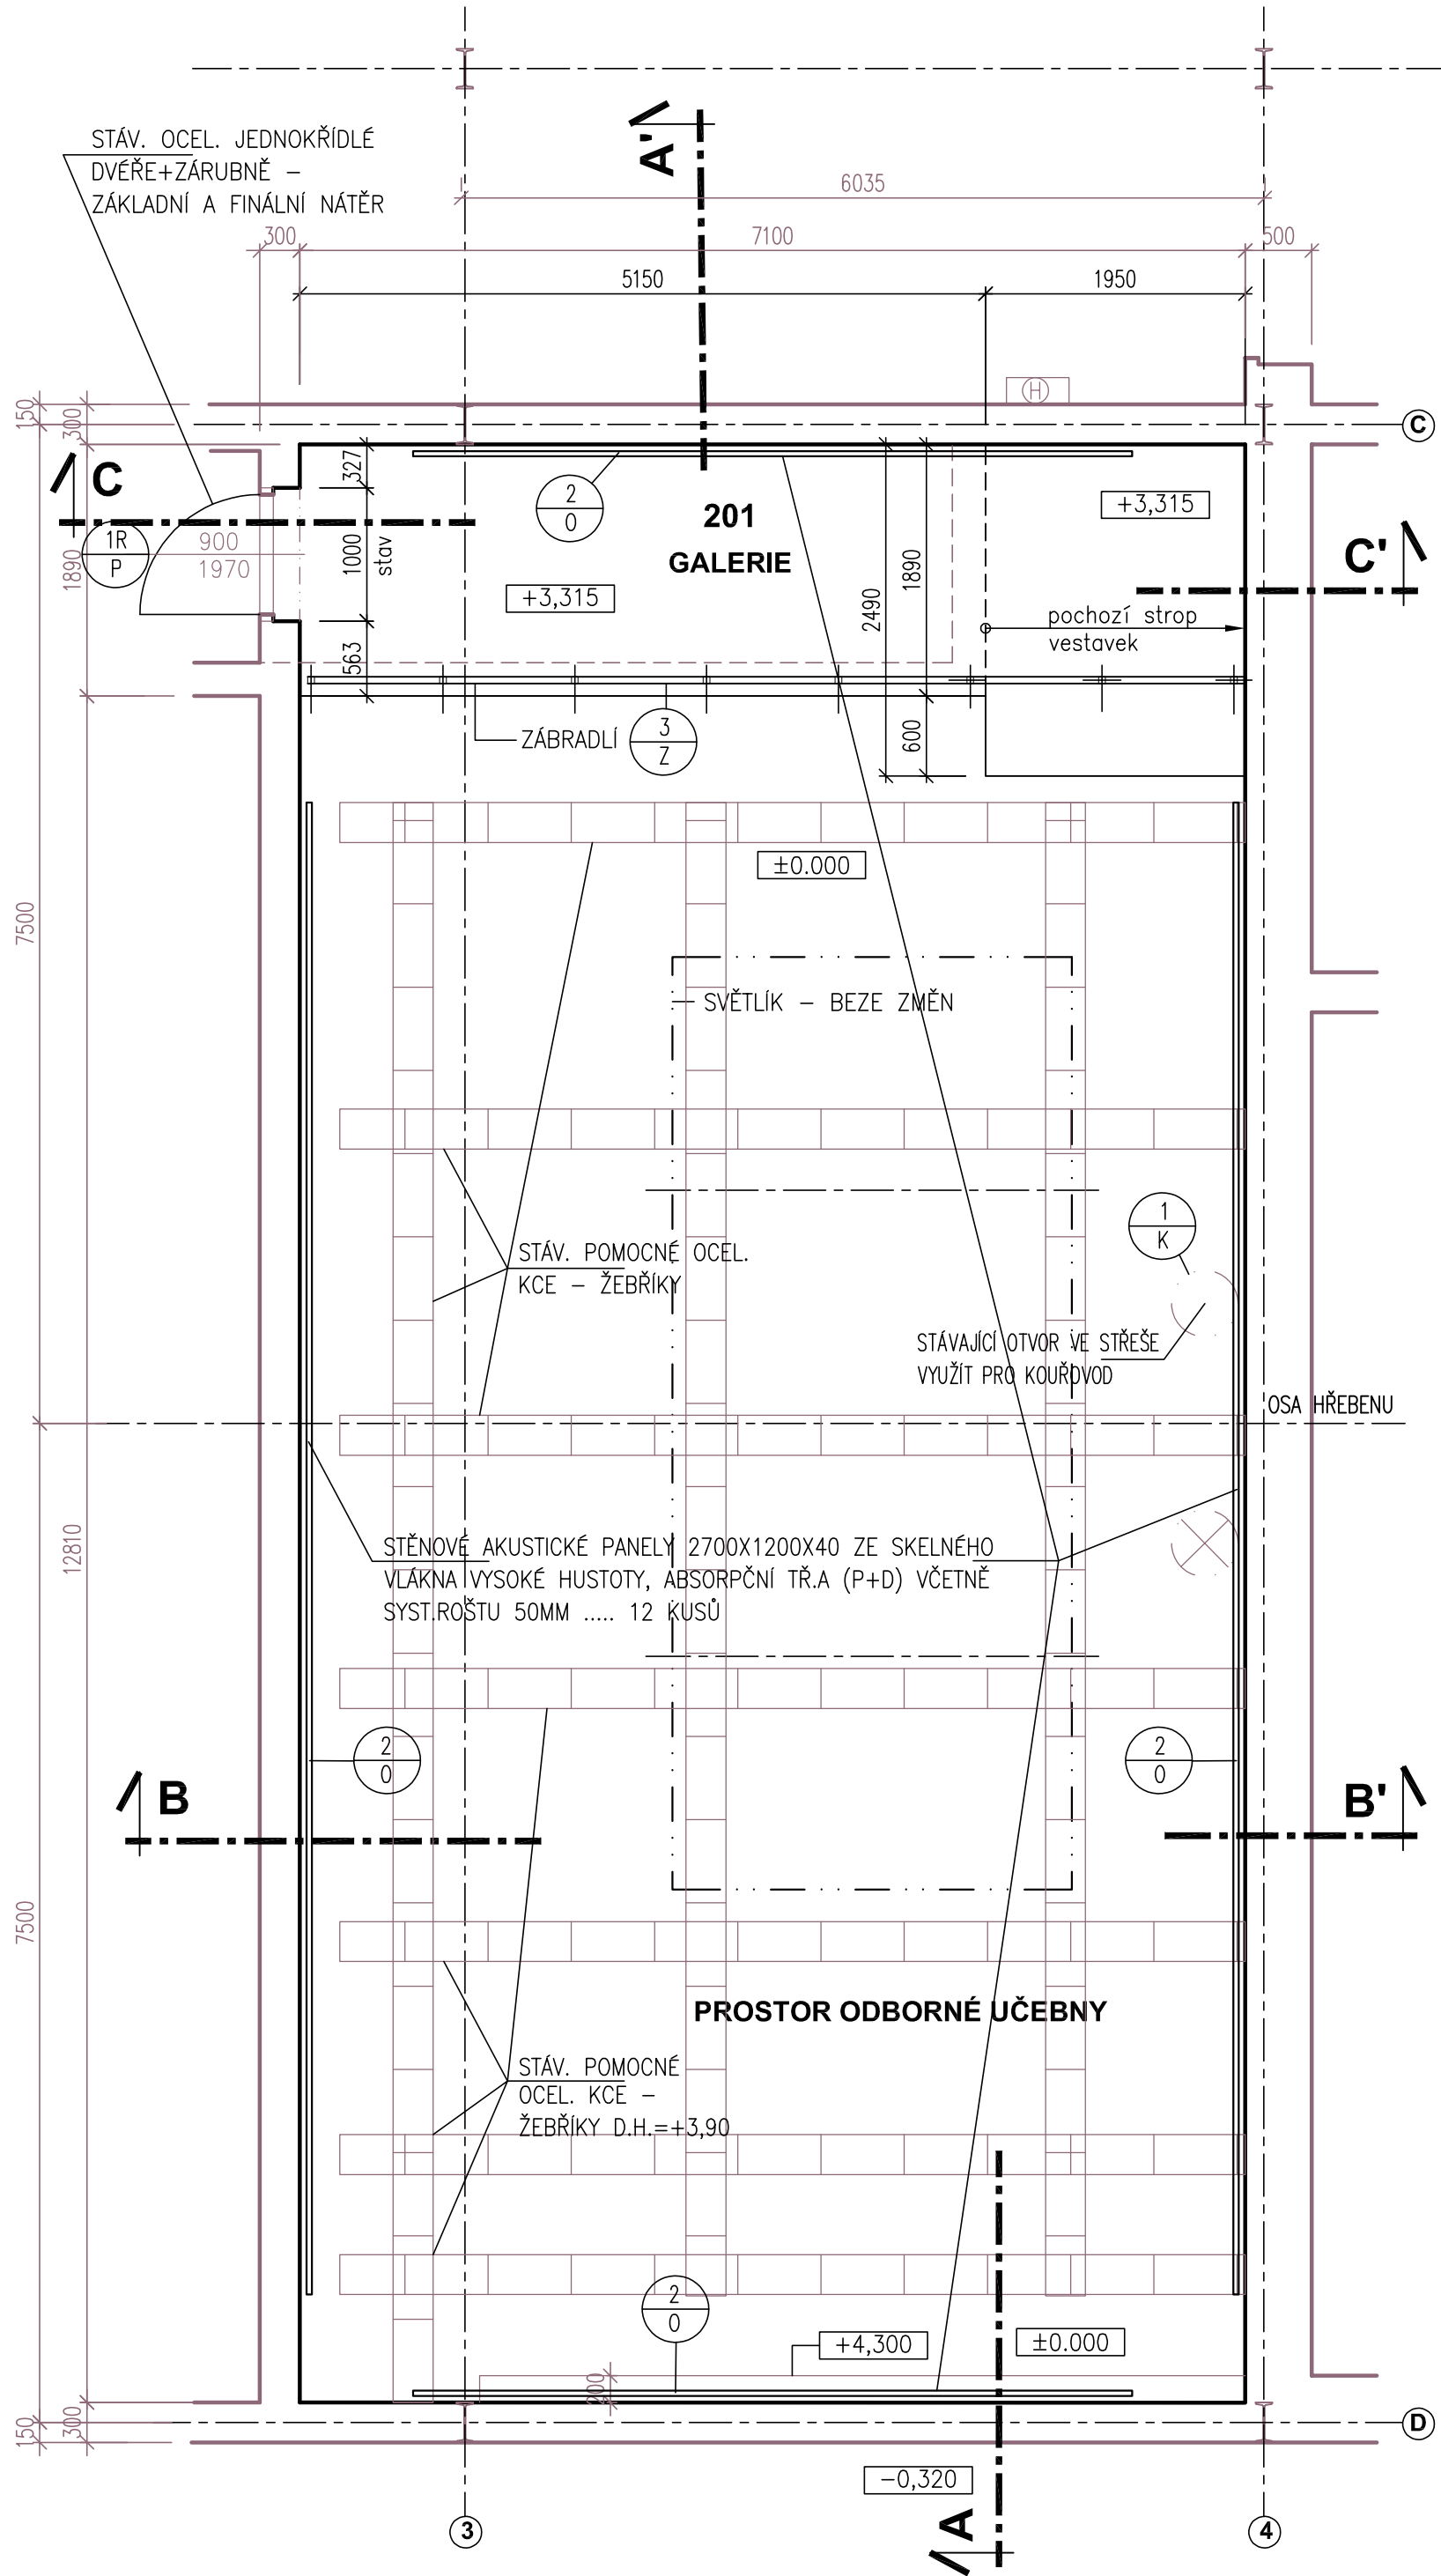 STÁV. OCEL. JEDNOKŘÍDLÉ
DVÉŘE+ZÁRUBNĚ –
ZÁKLADNÍ A FINÁLNÍ NÁTĚR
A'
6035
300
7100
500
5150
1950
H
150
300
C
C
327
2
0
201
GALERIE
+3,315
C'
1R
P
900
1970
1890
1000
stav
+3,315
2490
1890
pochozí strop
vestavek
563
ZÁBRADLÍ
3
Z
600
±0.000
7500
SVĚTLÍK – BEZE ZMĚN
1
K
STÁV. POMOCNÉ OCEL.
KCE – ŽEBŘÍKY
STÁVAJÍCÍ OTVOR VE STŘEŠE
VYUŽÍT PRO KOUŘOVOD
OSA HŘEBENU
12810
STĚNOVÉ AKUSTICKÉ PANELY 2700X1200X40 ZE SKELNÉHO
VLÁKNA VYSOKÉ HUSTOTY, ABSORPČNÍ TŘ.A (P+D) VČETNĚ
SYST.ROŠTU 50MM ..... 12 KUSŮ
2
0
2
0
B
B'
7500
PROSTOR ODBORNÉ UČEBNY
STÁV. POMOCNÉ
OCEL. KCE –
ŽEBŘÍKY D.H.=+3,90
2
0
+4,300
±0.000
200
150
300
D
−0,320
A
3
4